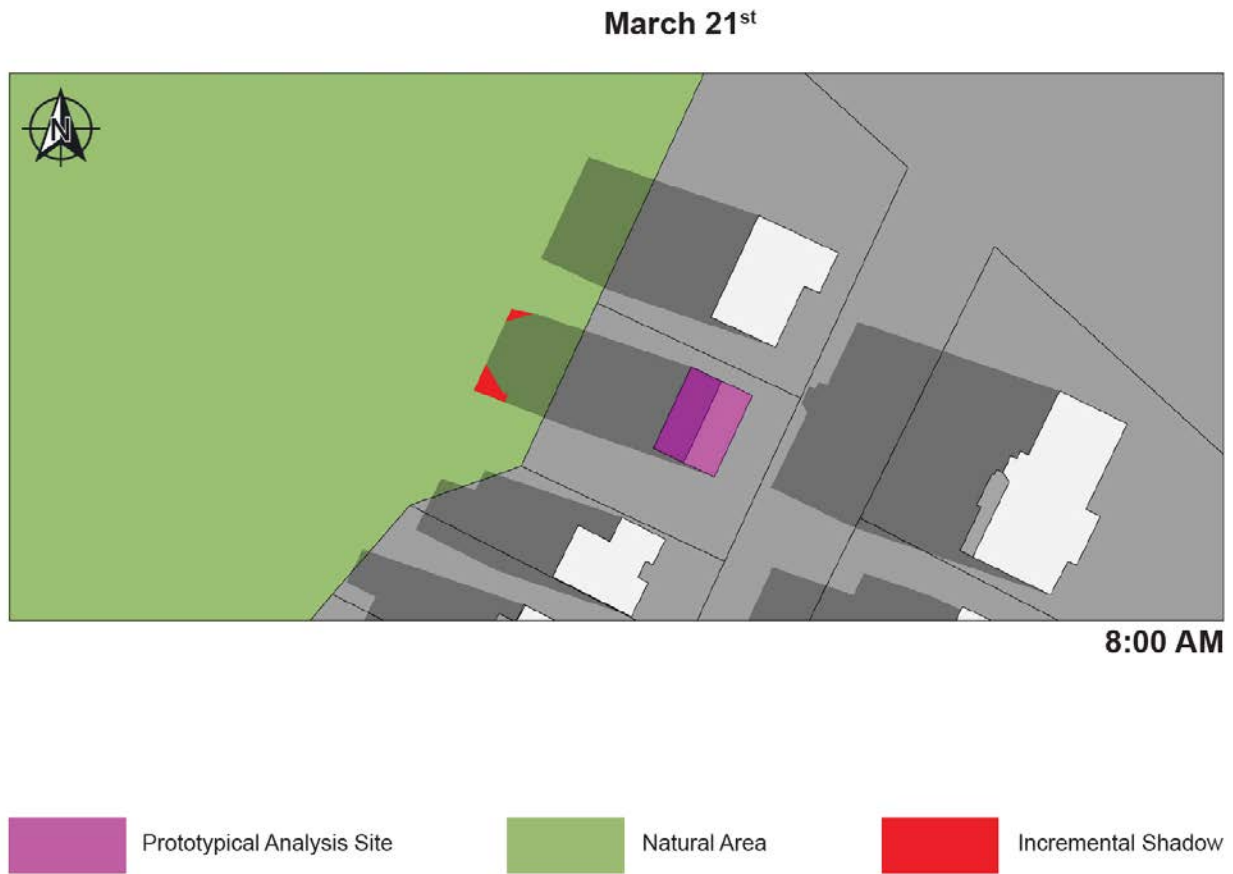 March 21st
N
8:00 AM
Prototypical Analysis Site
Natural Area
Incremental Shadow